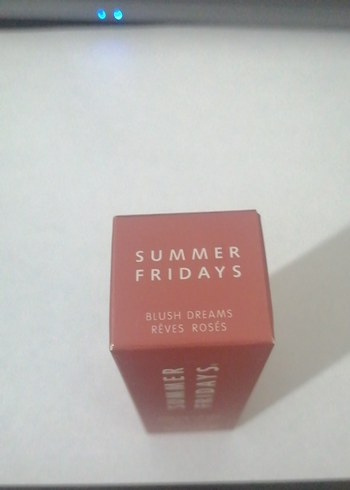 SUMMER
FRIDAYS
BLUSH DREAMS
RÊVES ROSÉS
SUMMER
FRIDAYS